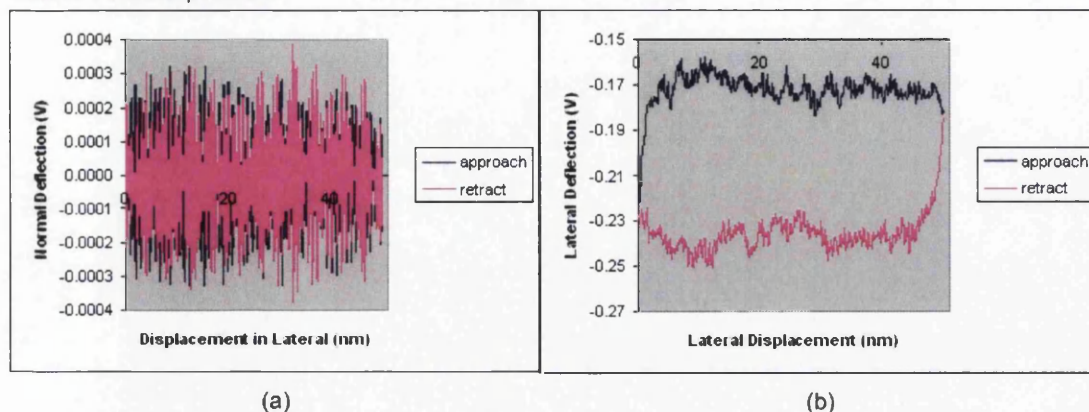 0.0004
0.0003
0.0002
0.0001
0.0000
-0.0001
-0.0002
-0.0003
-0.0004
0
20
40
Normal Deflection (V)
Displacement in Lateral (nm)
approach
retract
(a)
-0.15
-0.17
-0.19
-0.21
-0.23
-0.25
-0.27
0
20
40
Lateral Deflection (V)
Lateral Displacement (nm)
approach
retract
(b)